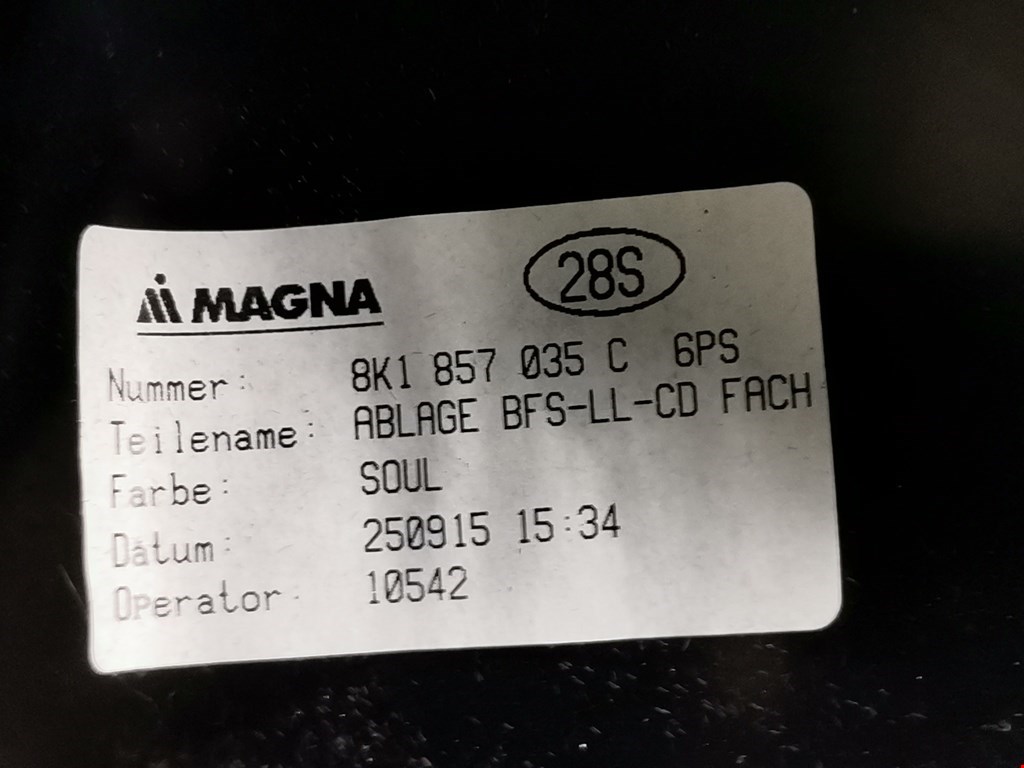 MAGNA 28S
Nummer: 8K1 857 035 C 6PS
Teilename: ABLAGE BFS-LL-CD FACH
Farbe: SOUL
Datum: 250915 15:34
Operator: 10542